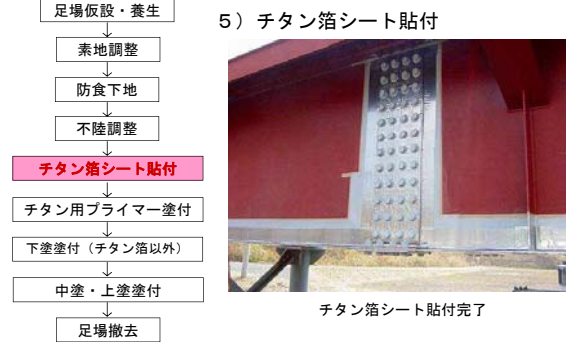 足場仮設・養生
素地調整
防食下地
不陸調整
チタン箔シート貼付
チタン用プライマー塗付
下塗塗付（チタン箔以外）
中塗・上塗塗付
足場撤去
5）チタン箔シート貼付
チタン箔シート貼付完了